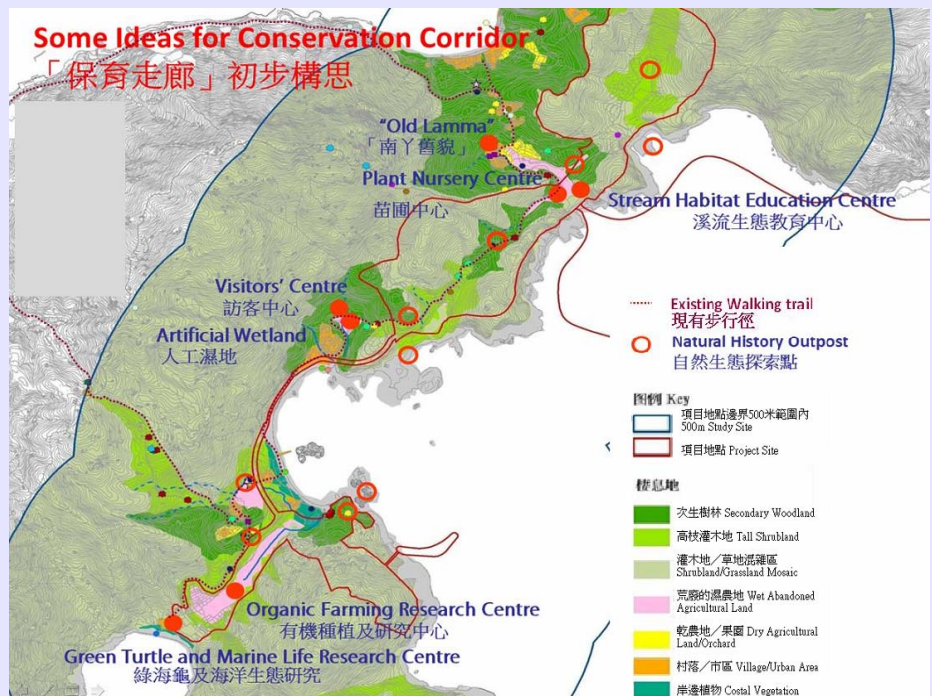 Some Ideas for Conservation Corridor
「保育走廊」初步構思
"Old Lamma"
「南丫舊貌」
Plant Nursery Centre
苗圃中心
Stream Habitat Education Centre
溪流生態教育中心
Visitors' Centre
訪客中心
Artificial Wetland
人工濕地
Existing Walking trail
現有步行徑
Natural History Outpost
自然生態探索點
图例 Key
項目地點邊界500米範圍內
500m Study Site
項目地點 Project Site
棲息地
次生樹林 Secondary Woodland
高枝灌木地 Tall Shrubland
灌木地／草地混雜區
Shrubland/Grassland Mosaic
荒廢的濕農地 Wet Abandoned
Agricultural Land
乾農地／果園 Dry Agricultural
Land/Orchard
村落／市區 Village/Urban Area
岸邊植物 Costal Vegetation
Organic Farming Research Centre
有機種植及研究中心
Green Turtle and Marine Life Research Centre
綠海龜及海洋生態研究